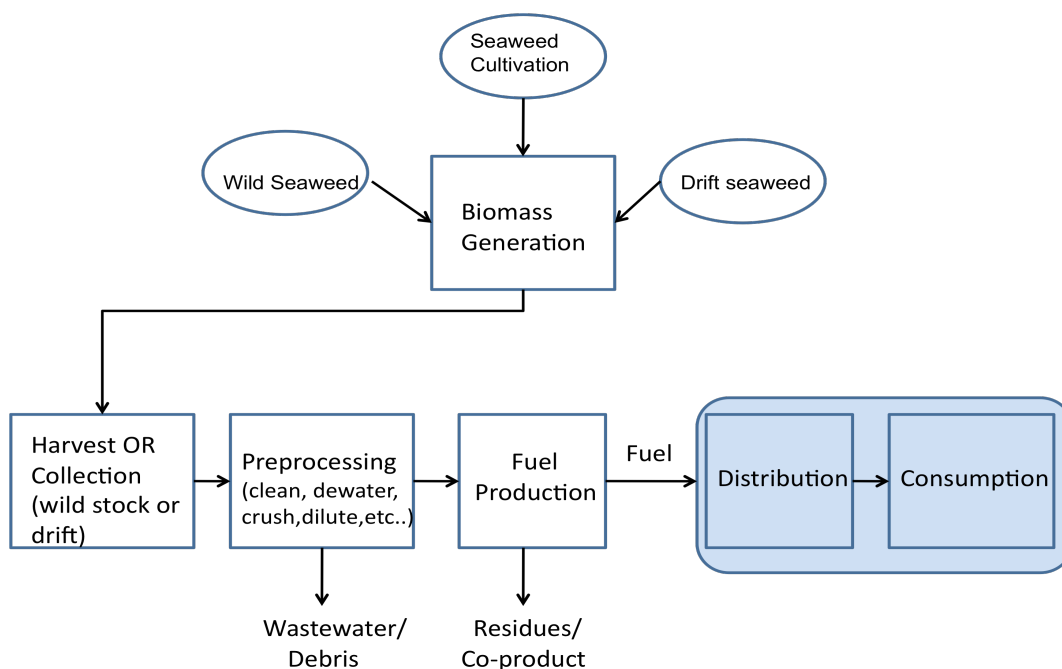 Seaweed
Cultivation
Wild Seaweed
Drift seaweed
Biomass
Generation
Harvest OR
Collection
(wild stock or
drift)
Preprocessing
(clean, dewater,
crush,dilute,etc..)
Fuel
Production
Fuel
Distribution
Consumption
Wastewater/
Debris
Residues/
Co-product